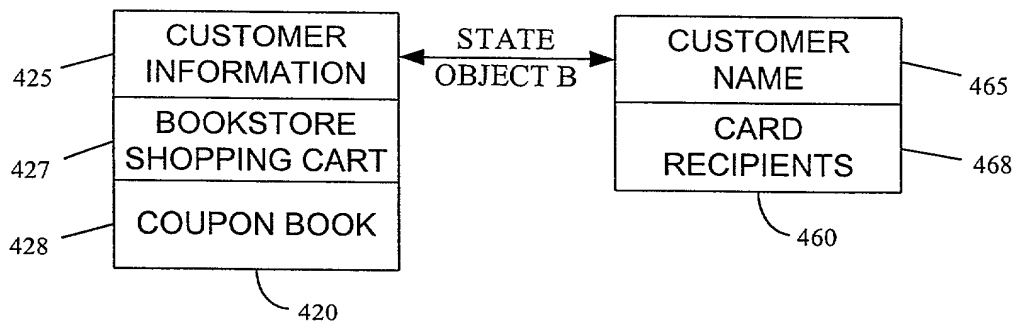 CUSTOMER
INFORMATION
425
BOOKSTORE
SHOPPING CART
427
COUPON BOOK
428
420
STATE
OBJECT B
CUSTOMER
NAME
465
CARD
RECIPIENTS
468
460